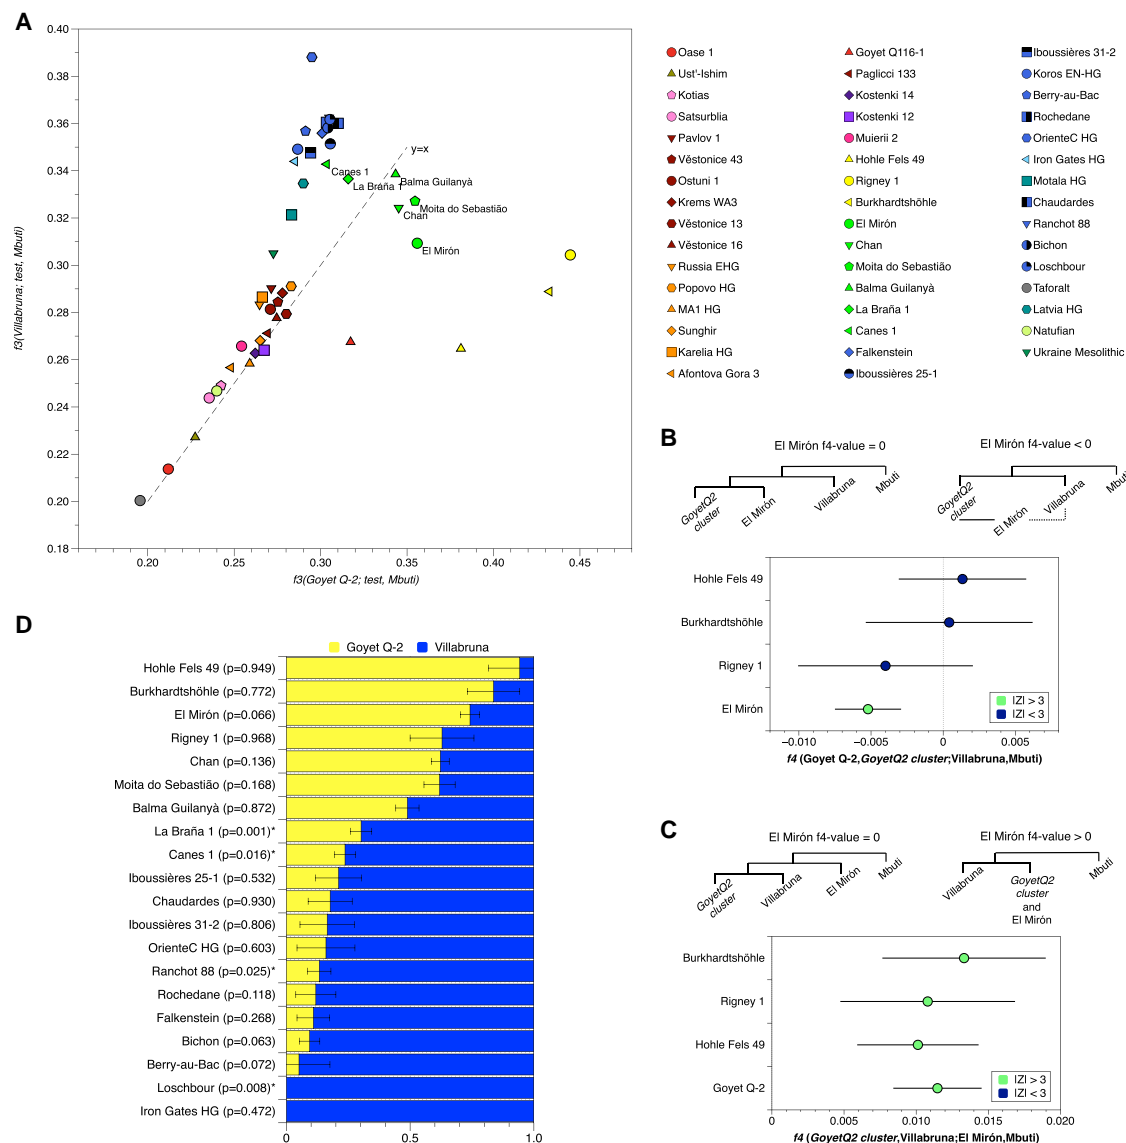 A
0.40
0.38
0.36
0.34
0.32
0.30
0.28
0.26
0.24
0.22
0.20
0.18
f3(Villabruna; test, Mbuti)
0.20
0.25
0.30
0.35
0.40
0.45
f3(Goyet Q-2; test, Mbuti)
y=x
Canes 1
La Braña 1
Balma Guilanyà
Moita do Sebastião
Chan
El Mirón
Oase 1
Ust'-Ishim
Kotias
Satsurblia
Pavlov 1
Věstonice 43
Ostuni 1
Krems WA3
Věstonice 13
Věstonice 16
Russia EHG
Popovo HG
MA1 HG
Sunghir
Karelia HG
Afontova Gora 3
Goyet Q116-1
Paglicci 133
Kostenki 14
Kostenki 12
Muierii 2
Hohle Fels 49
Rigney 1
Burkhardtshöhle
El Mirón
Chan
Moita do Sebastião
Balma Guilanyà
La Braña 1
Canes 1
Falkenstein
Iboussières 25-1
Iboussières 31-2
Koros EN-HG
Berry-au-Bac
Rochedane
OrienteC HG
Iron Gates HG
Motala HG
Chaudardes
Ranchot 88
Bichon
Loschbour
Taforalt
Latvia HG
Natufian
Ukraine Mesolithic
B
El Mirón f4-value = 0
El Mirón f4-value < 0
GoyetQ2
cluster
El Mirón
Villabruna
Mbuti
GoyetQ2
cluster
El Mirón
Villabruna
Mbuti
Hohle Fels 49
Burkhardtshöhle
Rigney 1
El Mirón
|Z| > 3
|Z| < 3
−0.010
−0.005
0
0.005
f4 (Goyet Q-2,GoyetQ2 cluster;Villabruna,Mbuti)
C
El Mirón f4-value = 0
El Mirón f4-value > 0
GoyetQ2
cluster
Villabruna
El Mirón
Mbuti
Villabruna
GoyetQ2
cluster
and
El Mirón
Mbuti
Burkhardtshöhle
Rigney 1
Hohle Fels 49
Goyet Q-2
|Z| > 3
|Z| < 3
0
0.005
0.010
0.015
0.020
f4 (GoyetQ2 cluster,Villabruna;El Mirón,Mbuti)
D
Goyet Q-2
Villabruna
Hohle Fels 49 (p=0.949)
Burkhardtshöhle (p=0.772)
El Mirón (p=0.066)
Rigney 1 (p=0.968)
Chan (p=0.136)
Moita do Sebastião (p=0.168)
Balma Guilanyà (p=0.872)
La Braña 1 (p=0.001)*
Canes 1 (p=0.016)*
Iboussières 25-1 (p=0.532)
Chaudardes (p=0.930)
Iboussières 31-2 (p=0.806)
OrienteC HG (p=0.603)
Ranchot 88 (p=0.025)*
Rochedane (p=0.118)
Falkenstein (p=0.268)
Bichon (p=0.063)
Berry-au-Bac (p=0.072)
Loschbour (p=0.008)*
Iron Gates HG (p=0.472)
0
0.5
1.0